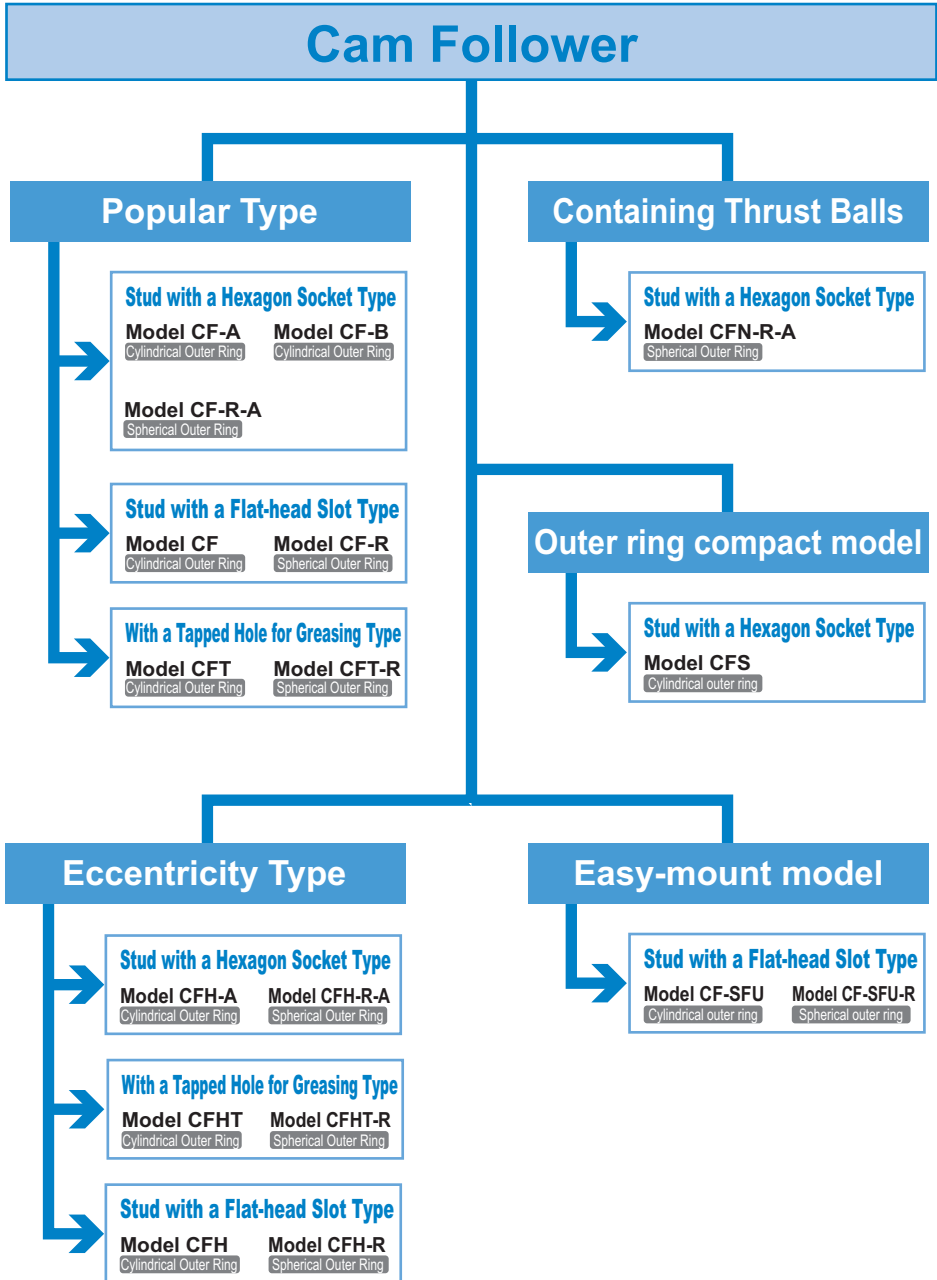 Cam Follower
Popular Type
Stud with a Hexagon Socket Type
Model CF-A Model CF-B
Cylindrical Outer Ring Cylindrical Outer Ring
Model CF-R-A
Spherical Outer Ring
Stud with a Flat-head Slot Type
Model CF Model CF-R
Cylindrical Outer Ring Spherical Outer Ring
With a Tapped Hole for Greasing Type
Model CFT Model CFT-R
Cylindrical Outer Ring Spherical Outer Ring
Containing Thrust Balls
Stud with a Hexagon Socket Type
Model CFN-R-A
Spherical Outer Ring
Outer ring compact model
Stud with a Hexagon Socket Type
Model CFS
Cylindrical outer ring
Eccentricity Type
Stud with a Hexagon Socket Type
Model CFH-A Model CFH-R-A
Cylindrical Outer Ring Spherical Outer Ring
With a Tapped Hole for Greasing Type
Model CFHT Model CFHT-R
Cylindrical Outer Ring Spherical Outer Ring
Stud with a Flat-head Slot Type
Model CFH Model CFH-R
Cylindrical Outer Ring Spherical Outer Ring
Easy-mount model
Stud with a Flat-head Slot Type
Model CF-SFU Model CF-SFU-R
Cylindrical outer ring Spherical outer ring